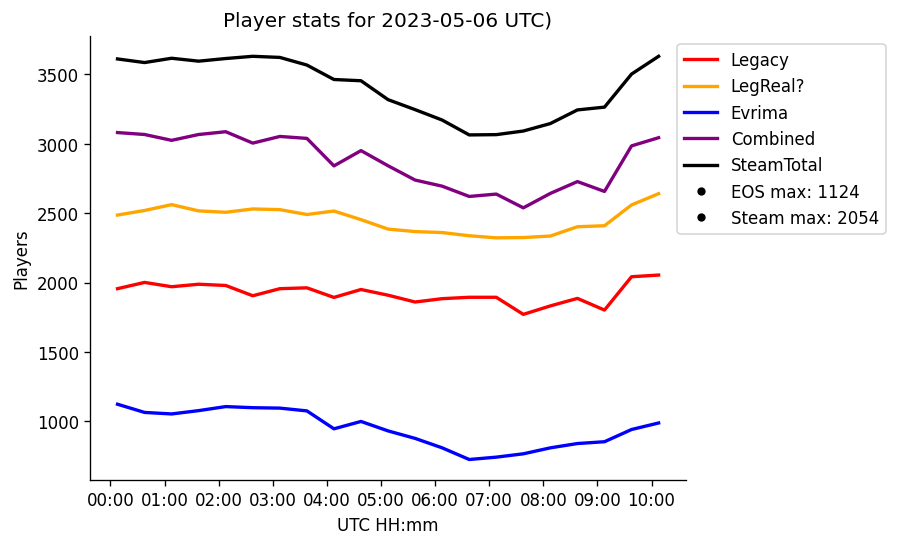 Player stats for 2023-05-06 UTC)
Legacy
LegReal?
Evrima
Combined
SteamTotal
EOS max: 1124
Steam max: 2054
Players
3500
3000
2500
2000
1500
1000
00:00 01:00 02:00 03:00 04:00 05:00 06:00 07:00 08:00 09:00 10:00
UTC HH:mm